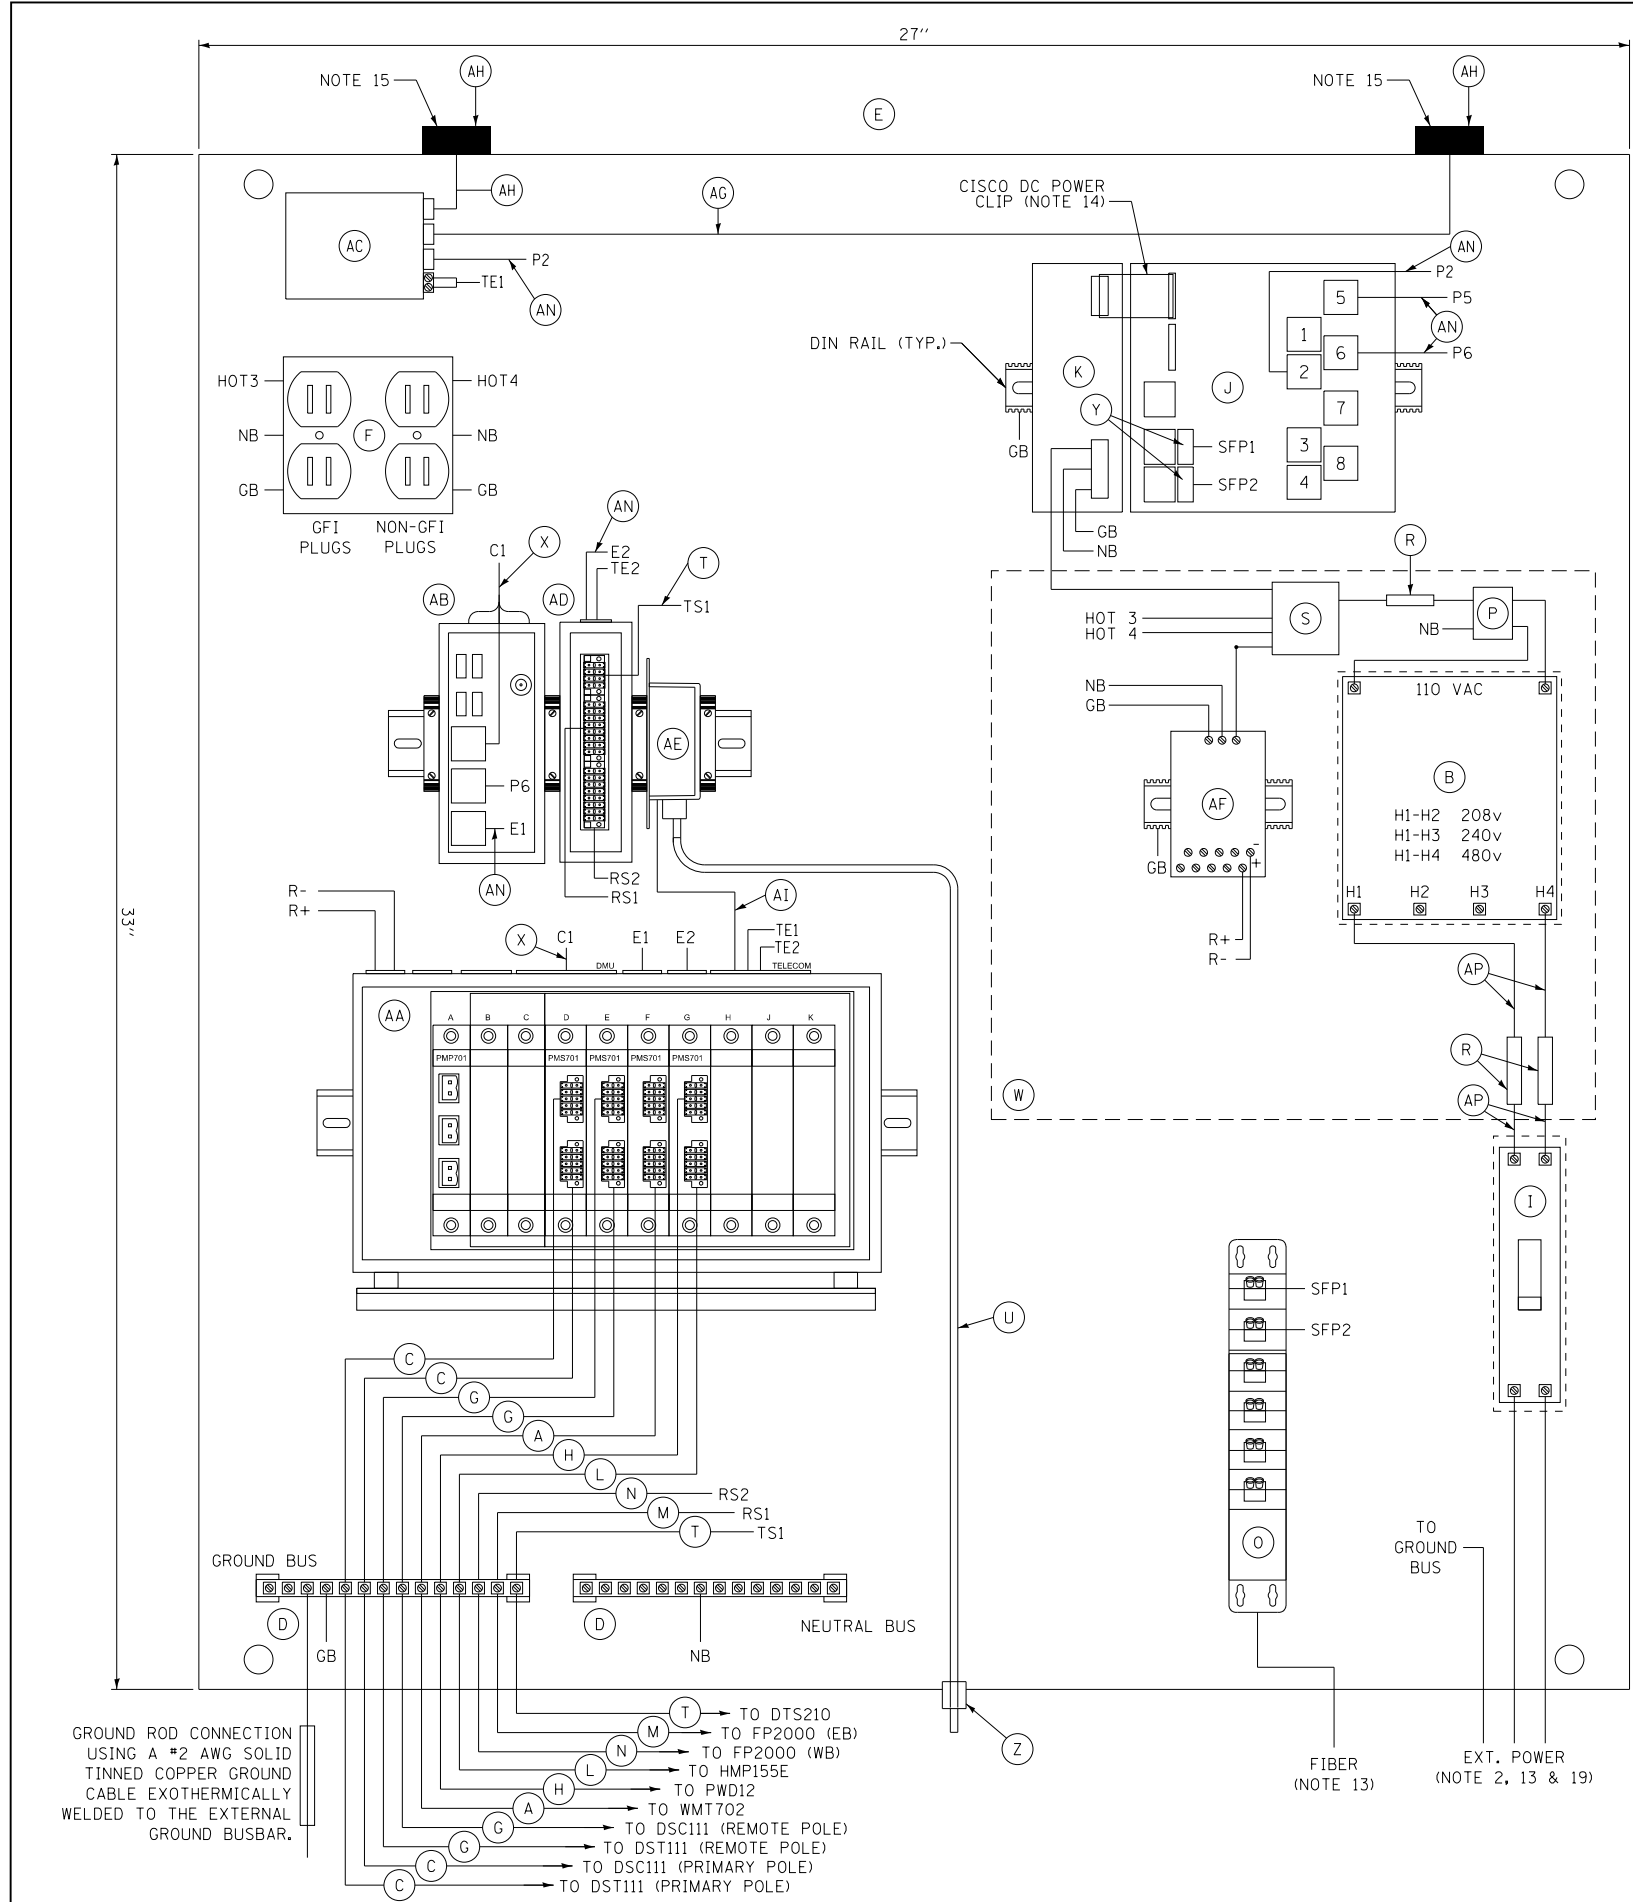 27''
NOTE 15
AH
NOTE 15
AH
E
AH
AG
CISCO DC POWER
CLIP (NOTE 14)
AC
P2
TE1
AN
AN
P2
5
P5
1
AN
6
P6
2
DIN RAIL (TYP.)
K
J
7
Y
3
8
4
SFP1
SFP2
GB
GB
NB
HOT3
HOT4
NB
F
NB
GB
GB
GFI
PLUGS
NON-GFI
PLUGS
AN
C1
X
E2
TE2
T
TS1
AB
AD
R
HOT 3
HOT 4
S
NB
P
NB
GB
110 VAC
AE
P6
E1
AN
RS2
RS1
AI
AF
B
H1-H2 208v
H1-H3 240v
H1-H4 480v
GB
-
+
H1
H2
H3
H4
R+
R-
R-
R+
X
C1
E1
E2
TE1
TE2
DMU
TELECOM
AP
33''
AA
A
B
C
D
E
F
G
H
J
K
PMP701
PMS701
PMS701
PMS701
PMS701
R
W
AP
I
SFP1
SFP2
U
C
C
G
G
A
H
L
N
RS2
M
RS1
T
TS1
O
TO
GROUND
BUS
GROUND BUS
D
GB
D
NEUTRAL BUS
NB
Z
GROUND ROD CONNECTION
USING A #2 AWG SOLID
TINNED COPPER GROUND
CABLE EXOTHERMICALLY
WELDED TO THE EXTERNAL
GROUND BUSBAR.
T
TO DTS210
M
TO FP2000 (EB)
N
TO FP2000 (WB)
L
TO HMP155E
H
TO PWD12
A
TO WMT702
G
TO DSC111 (REMOTE POLE)
G
TO DST111 (REMOTE POLE)
C
TO DSC111 (PRIMARY POLE)
C
TO DST111 (PRIMARY POLE)
FIBER
(NOTE 13)
EXT. POWER
(NOTE 2, 13 & 19)